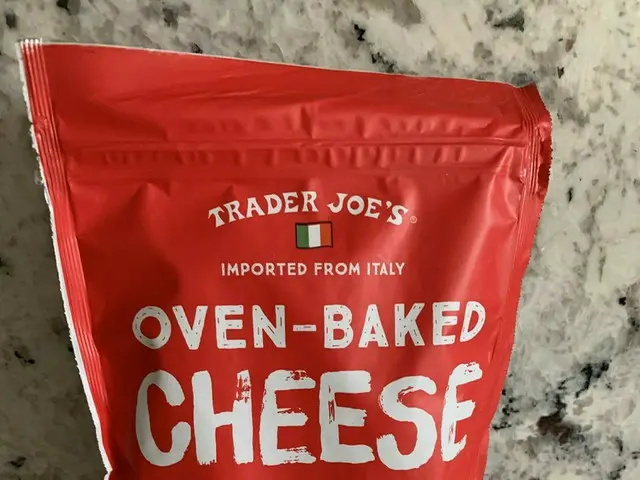 TRADER JOE'S®
IMPORTED FROM ITALY
OVEN-BAKED
CHEESE